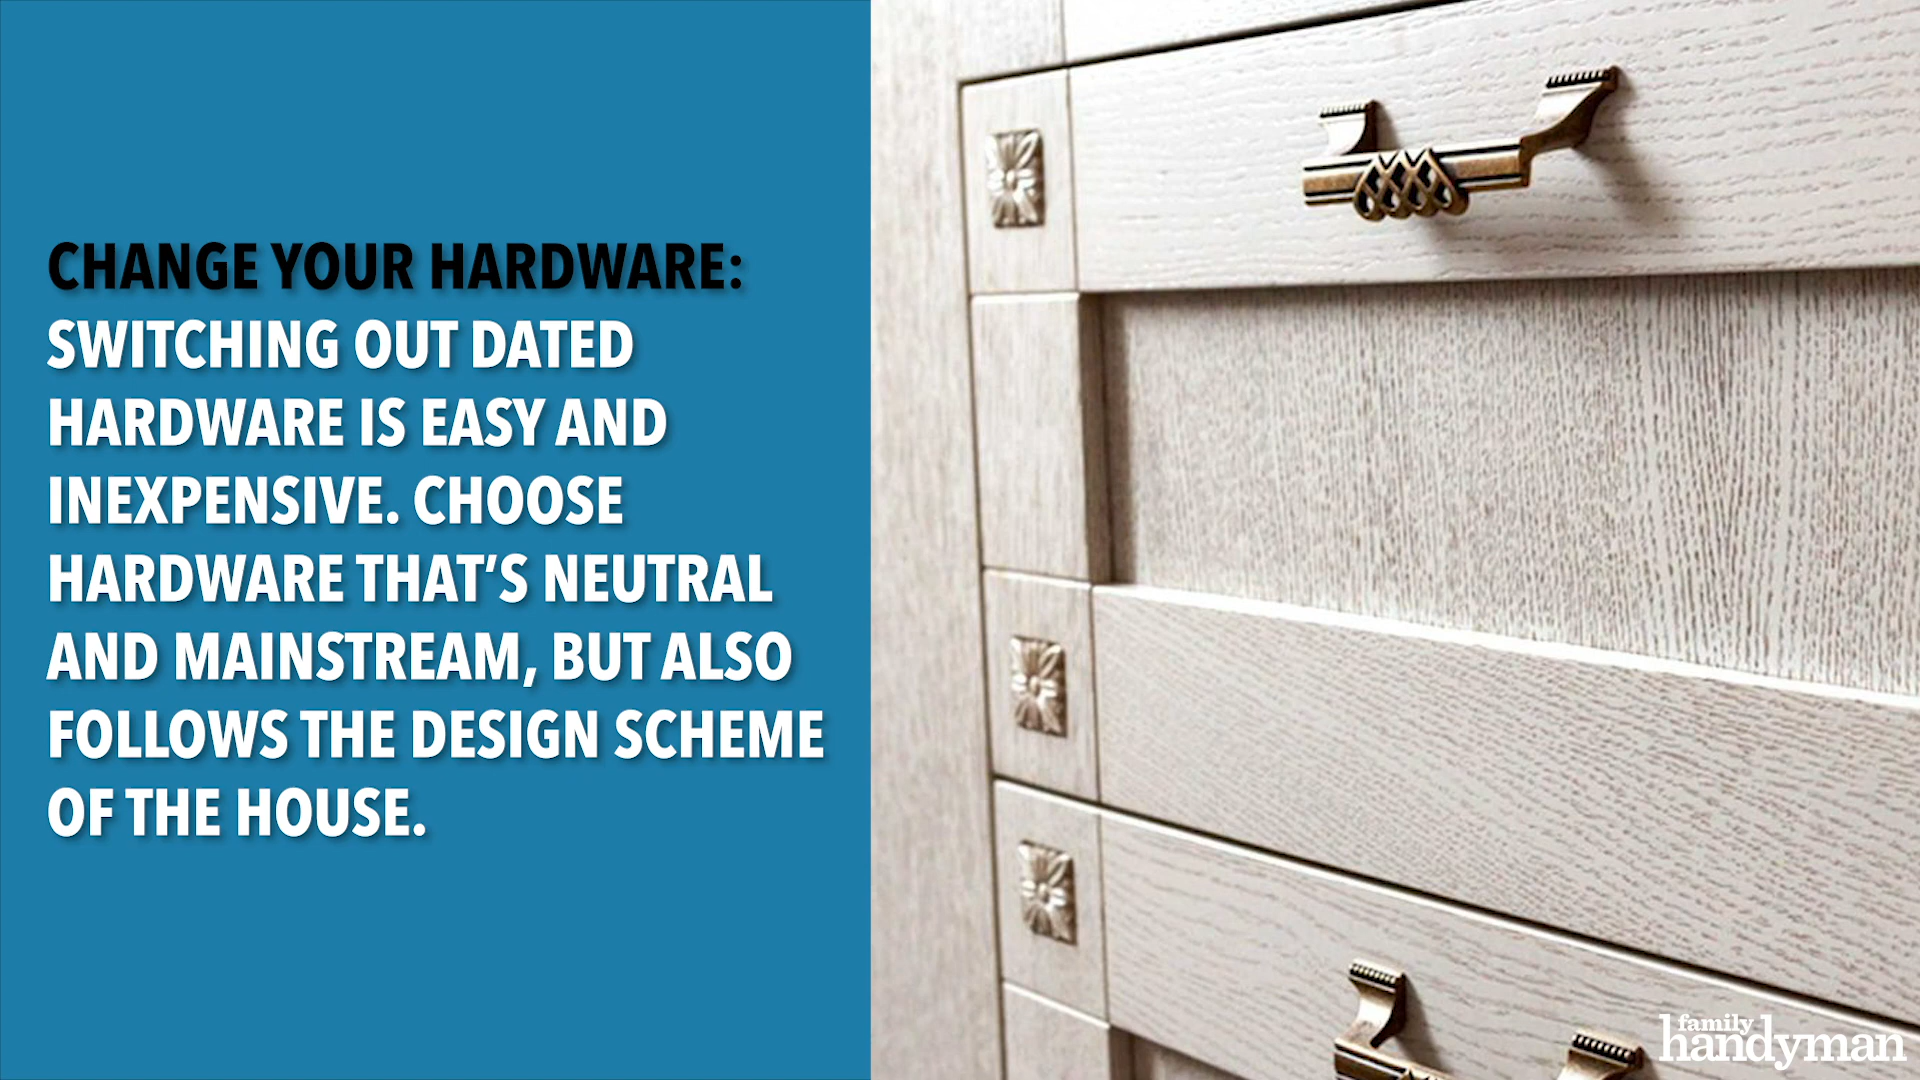 CHANGE YOUR HARDWARE:
SWITCHING OUT DATED
HARDWARE IS EASY AND
INEXPENSIVE. CHOOSE
HARDWARE THAT’S NEUTRAL
AND MAINSTREAM, BUT ALSO
FOLLOWS THE DESIGN SCHEME
OF THE HOUSE.
family
handyman